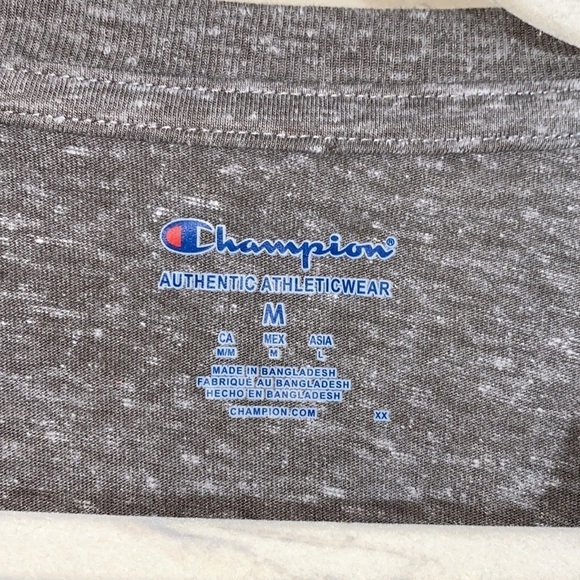 Champion®
AUTHENTIC ATHLETICWEAR
M
CA MEX ASIA
M/M M L
MADE IN BANGLADESH
FABRIQUÉ AU BANGLADESH
HECHO EN BANGLADESH
CHAMPION.COM XX